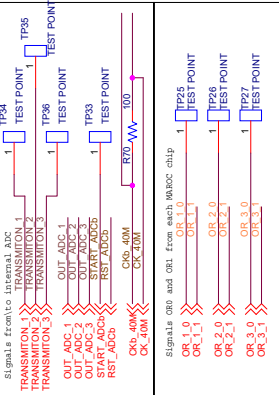 TP35
TEST POINT
1
TP34
TEST POINT
1
TP36
TEST POINT
1
TP33
TEST POINT
1
100
R70
TRANSMITON_1
TRANSMITON_2
TRANSMITON_3
OUT_ADC_1
OUT_ADC_2
OUT_ADC_3
START_ADCb
RST_ADCb
CKb_40M
CK_40M
Signals from\to internal ADC
TRANSMITON_1
TRANSMITON_2
TRANSMITON_3
OUT_ADC_1
OUT_ADC_2
OUT_ADC_3
START_ADCb
RST_ADCb
CKb_40M
CK_40M
TP25
TEST POINT
1
TP26
TEST POINT
1
TP27
TEST POINT
1
OR_1_0
OR_1_1
OR_2_0
OR_2_1
OR_3_0
OR_3_1
Signals OR0 and OR1 from each MAROC chip
OR_1_0
OR_1_1
OR_2_0
OR_2_1
OR_3_0
OR_3_1